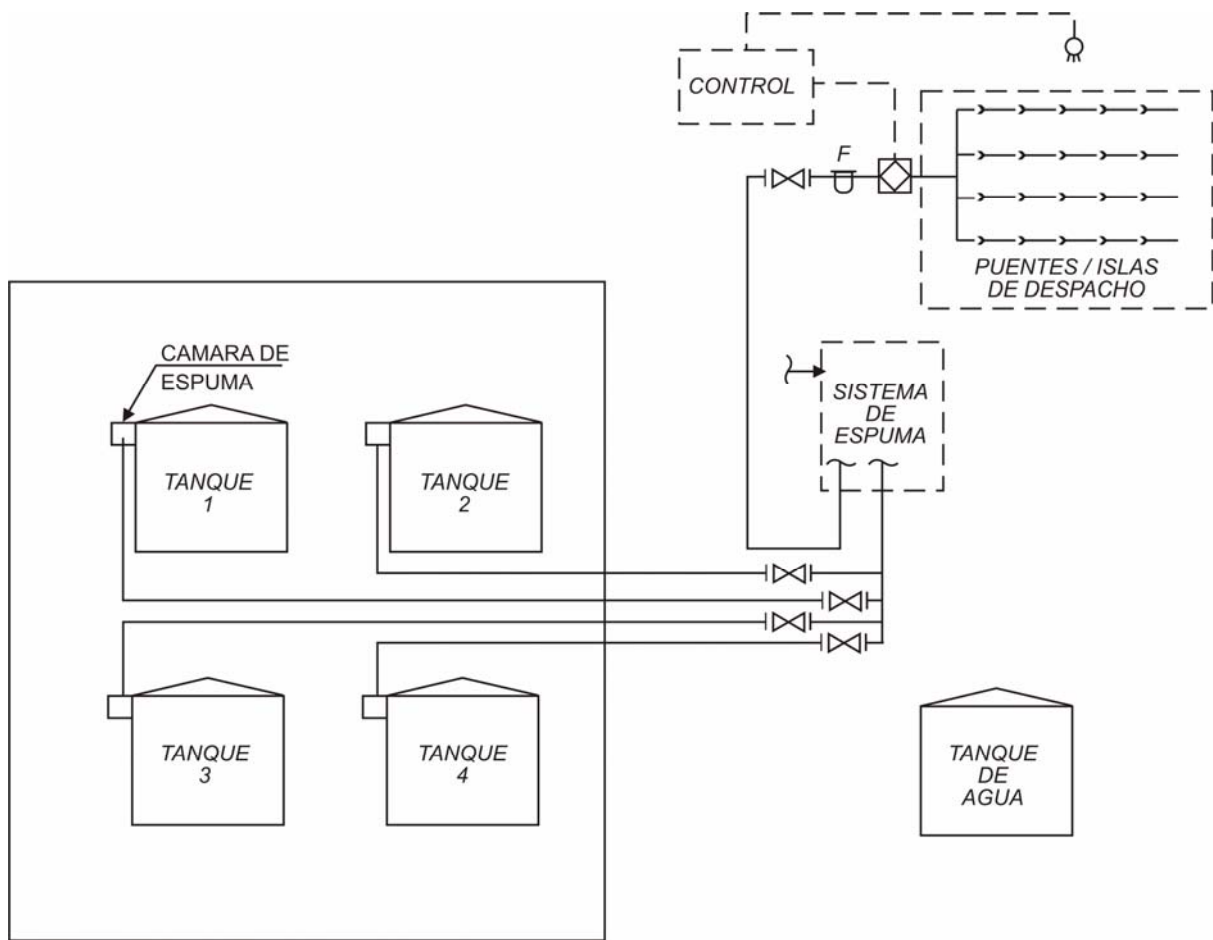 CONTROL
F
PUENTES / ISLAS
DE DESPACHO
CAMARA DE
ESPUMA
SISTEMA
DE
ESPUMA
TANQUE
1
TANQUE
2
TANQUE
3
TANQUE
4
TANQUE
DE
AGUA